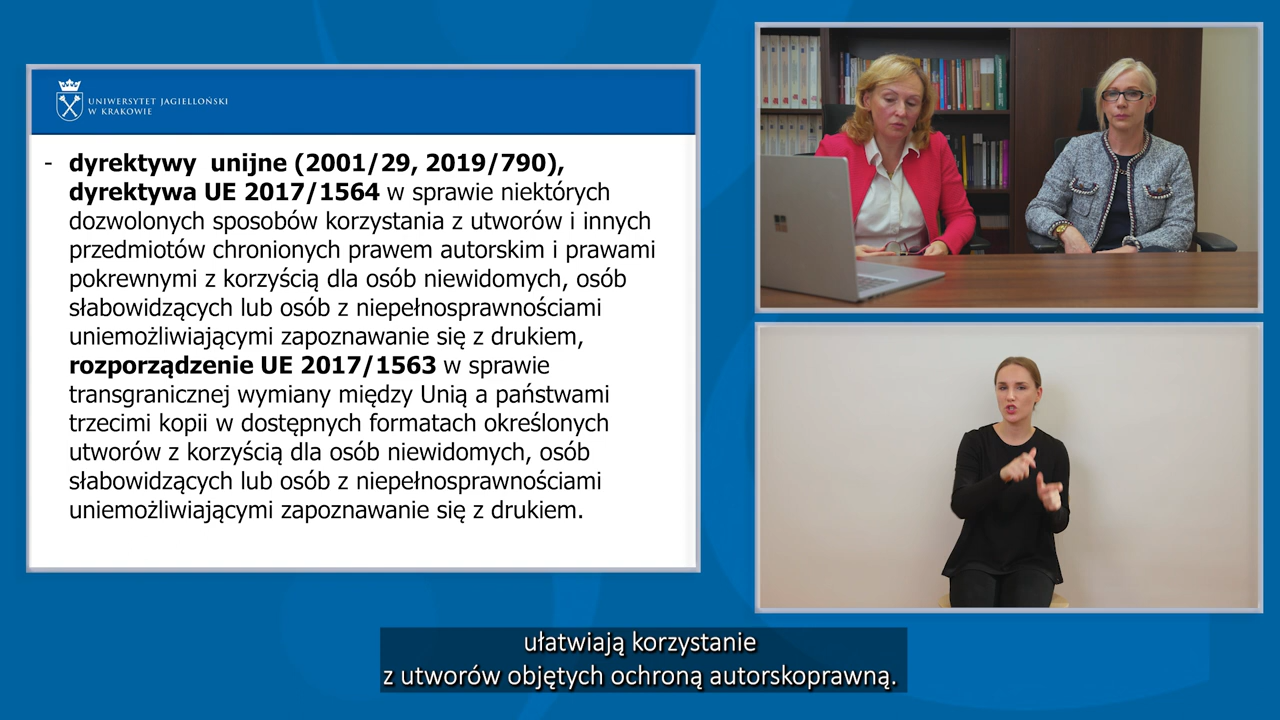 UNIWERSYTET JAGIELLOŃSKI
W KRAKOWIE
- dyrektywy unijne (2001/29, 2019/790),
dyrektywa UE 2017/1564 w sprawie niektórych
dozwolonych sposobów korzystania z utworów i innych
przedmiotów chronionych prawem autorskim i prawami
pokrewnymi z korzyścią dla osób niewidomych, osób
słabowidzących lub osób z niepełnosprawnościami
uniemożliwiającymi zapoznawanie się z drukiem,
rozporządzenie UE 2017/1563 w sprawie
transgranicznej wymiany między Unią a państwami
trzecimi kopii w dostępnych formatach określonych
utworów z korzyścią dla osób niewidomych, osób
słabowidzących lub osób z niepełnosprawnościami
uniemożliwiającymi zapoznawanie się z drukiem.
ułatwiają korzystanie
z utworów objętych ochroną autorskoprawną.